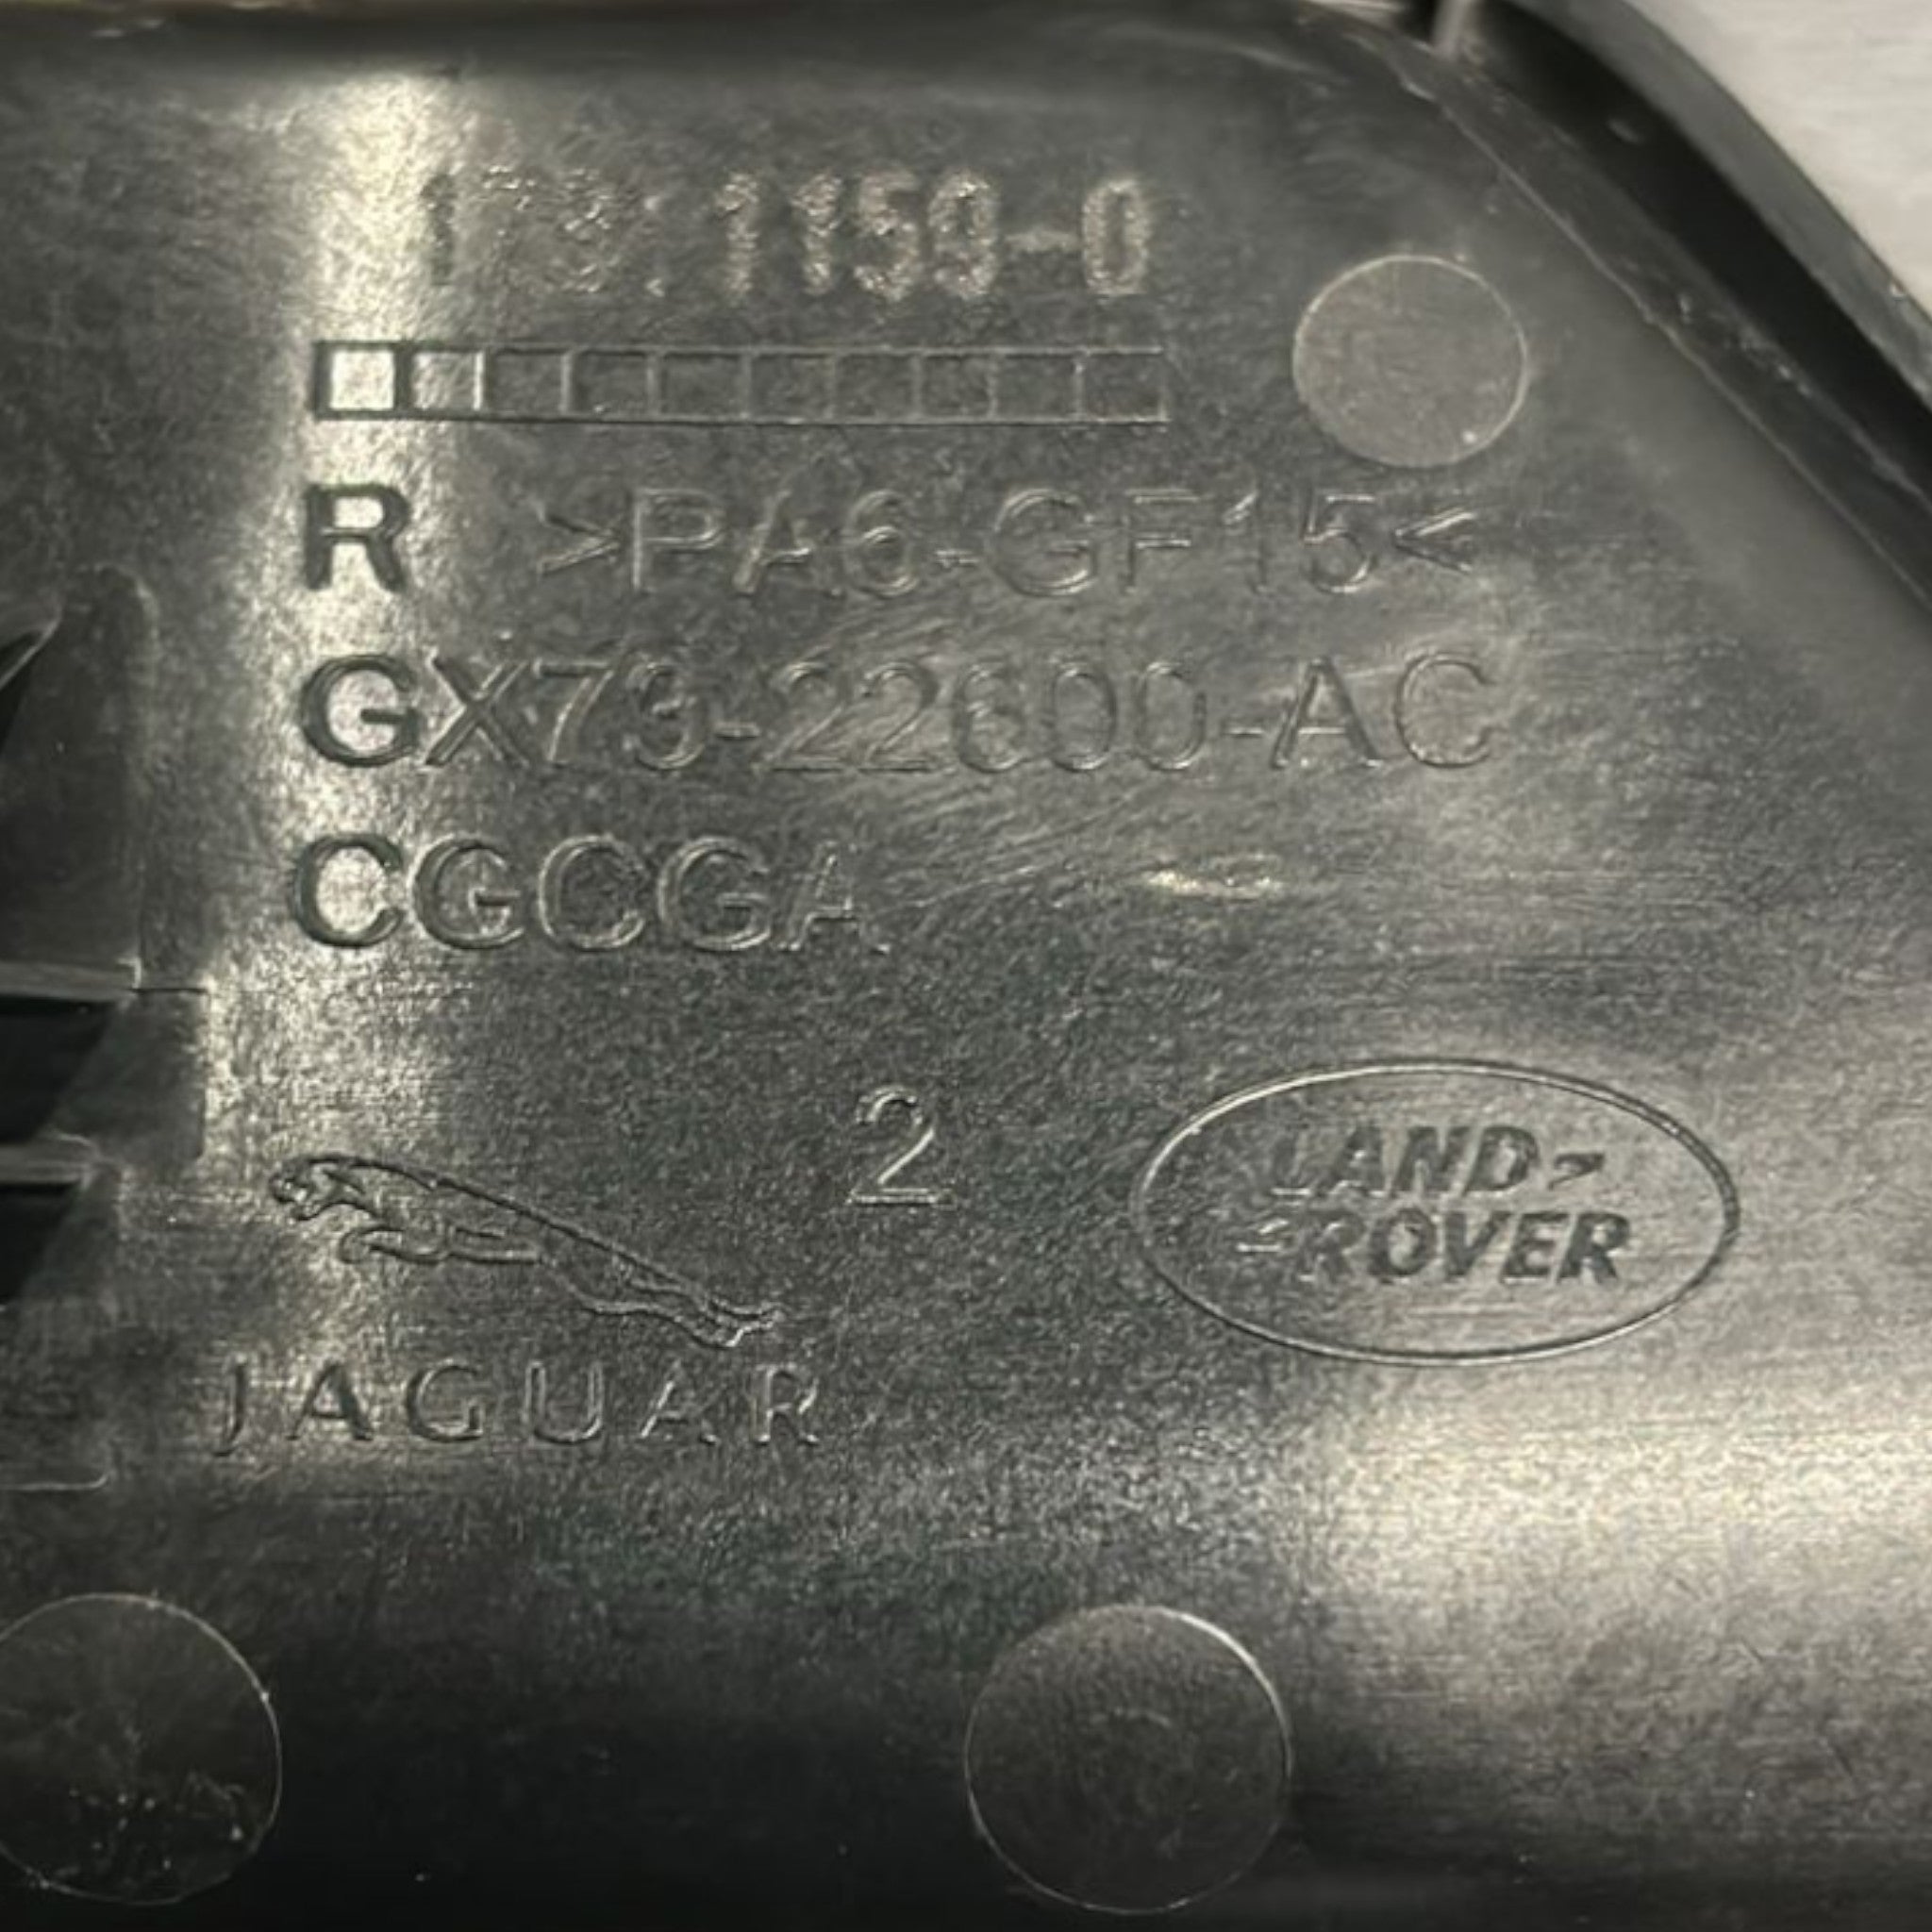 1159-0
R >PA6-GF15<
GX73-22600-AC
CGCGA
2
LAND
ROVER
JAGUAR